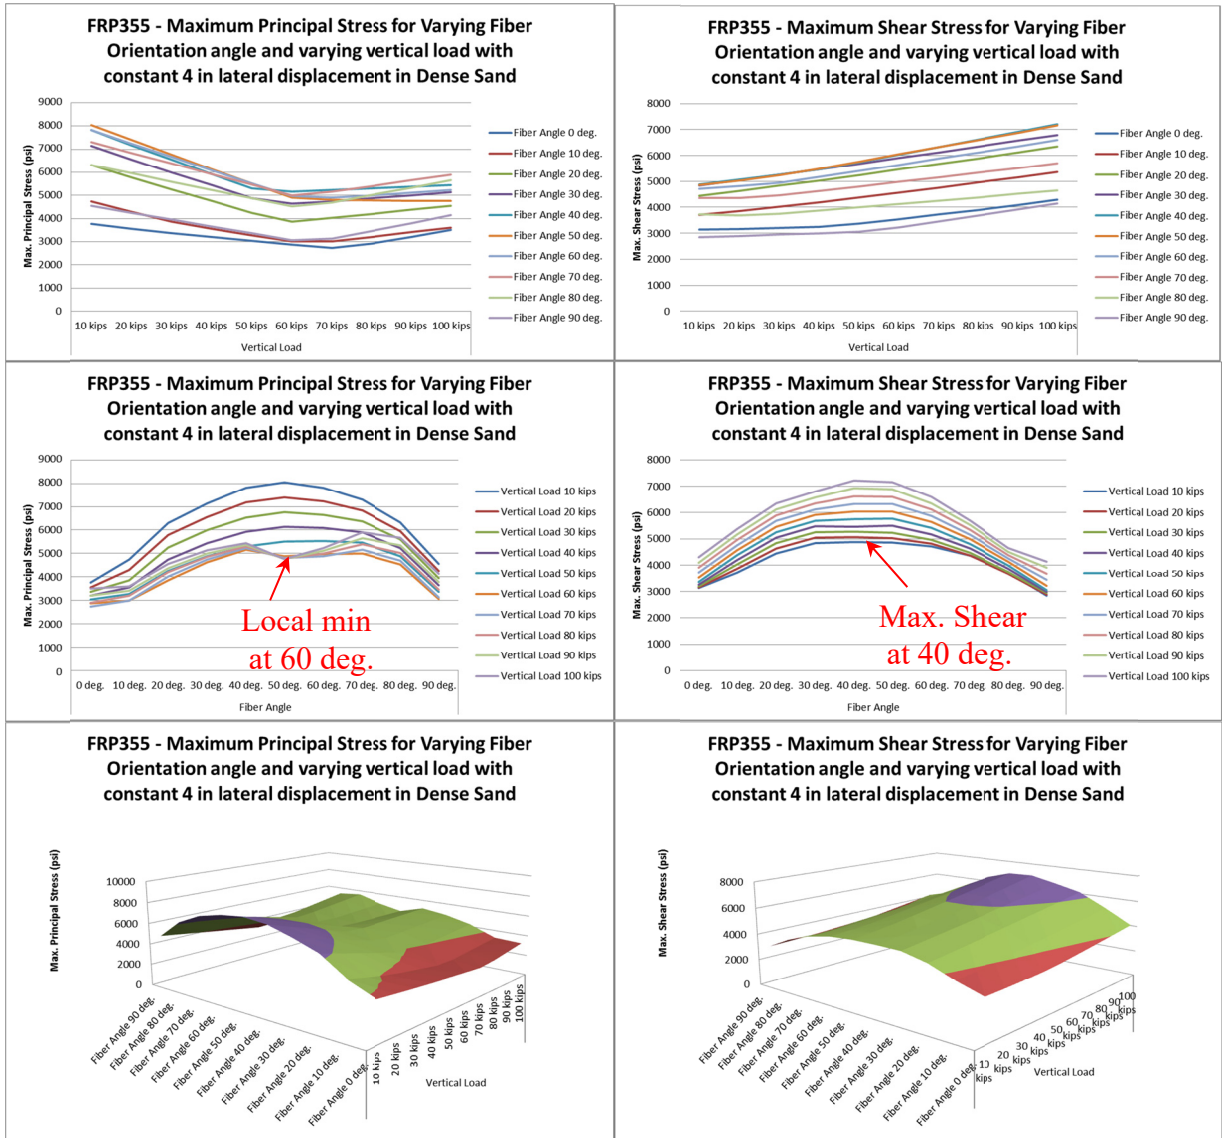 FRP355 - Maximum Principal Stress for Varying Fiber
Orientation angle and varying vertical load with
constant 4 in lateral displacement in Dense Sand
Max. Principal Stress (psi)
9000
8000
7000
6000
5000
4000
3000
2000
1000
0
10 kips 20 kips 30 kips 40 kips 50 kips 60 kips 70 kips 80 kips 90 kips 100 kips
Vertical Load
Fiber Angle 0 deg.
Fiber Angle 10 deg.
Fiber Angle 20 deg.
Fiber Angle 30 deg.
Fiber Angle 40 deg.
Fiber Angle 50 deg.
Fiber Angle 60 deg.
Fiber Angle 70 deg.
Fiber Angle 80 deg.
Fiber Angle 90 deg.
FRP355 - Maximum Shear Stress for Varying Fiber
Orientation angle and varying vertical load with
constant 4 in lateral displacement in Dense Sand
Max. Shear Stress (psi)
8000
7000
6000
5000
4000
3000
2000
1000
0
10 kips 20 kips 30 kips 40 kips 50 kips 60 kips 70 kips 80 kips 90 kips 100 kips
Vertical Load
Fiber Angle 0 deg.
Fiber Angle 10 deg.
Fiber Angle 20 deg.
Fiber Angle 30 deg.
Fiber Angle 40 deg.
Fiber Angle 50 deg.
Fiber Angle 60 deg.
Fiber Angle 70 deg.
Fiber Angle 80 deg.
Fiber Angle 90 deg.
FRP355 - Maximum Principal Stress for Varying Fiber
Orientation angle and varying vertical load with
constant 4 in lateral displacement in Dense Sand
Max. Principal Stress (psi)
9000
8000
7000
6000
5000
4000
3000
2000
1000
0
Local min
at 60 deg.
0 deg. 10 deg. 20 deg. 30 deg. 40 deg. 50 deg. 60 deg. 70 deg. 80 deg. 90 deg.
Fiber Angle
Vertical Load 10 kips
Vertical Load 20 kips
Vertical Load 30 kips
Vertical Load 40 kips
Vertical Load 50 kips
Vertical Load 60 kips
Vertical Load 70 kips
Vertical Load 80 kips
Vertical Load 90 kips
Vertical Load 100 kips
FRP355 - Maximum Shear Stress for Varying Fiber
Orientation angle and varying vertical load with
constant 4 in lateral displacement in Dense Sand
Max. Shear Stress (psi)
8000
7000
6000
5000
4000
3000
2000
1000
0
Max. Shear
at 40 deg.
0 deg. 10 deg. 20 deg. 30 deg. 40 deg. 50 deg. 60 deg. 70 deg. 80 deg. 90 deg.
Fiber Angle
Vertical Load 10 kips
Vertical Load 20 kips
Vertical Load 30 kips
Vertical Load 40 kips
Vertical Load 50 kips
Vertical Load 60 kips
Vertical Load 70 kips
Vertical Load 80 kips
Vertical Load 90 kips
Vertical Load 100 kips
FRP355 - Maximum Principal Stress for Varying Fiber
Orientation angle and varying vertical load with
constant 4 in lateral displacement in Dense Sand
Max. Principal Stress (psi)
10000
8000
6000
4000
2000
0
Fiber Angle 90 deg.
Fiber Angle 80 deg.
Fiber Angle 70 deg.
Fiber Angle 60 deg.
Fiber Angle 50 deg.
Fiber Angle 40 deg.
Fiber Angle 30 deg.
Fiber Angle 20 deg.
Fiber Angle 10 deg.
Fiber Angle 0 deg.
10 kips
20 kips
30 kips
40 kips
50 kips
60 kips
70 kips
80 kips
90 kips
100 kips
Vertical Load
FRP355 - Maximum Shear Stress for Varying Fiber
Orientation angle and varying vertical load with
constant 4 in lateral displacement in Dense Sand
Max. Shear Stress (psi)
8000
6000
4000
2000
0
Fiber Angle 90 deg.
Fiber Angle 80 deg.
Fiber Angle 70 deg.
Fiber Angle 60 deg.
Fiber Angle 50 deg.
Fiber Angle 40 deg.
Fiber Angle 30 deg.
Fiber Angle 20 deg.
Fiber Angle 10 deg.
Fiber Angle 0 deg.
10 kips
20 kips
30 kips
40 kips
50 kips
60 kips
70 kips
80 kips
90 kips
100 kips
Vertical Load